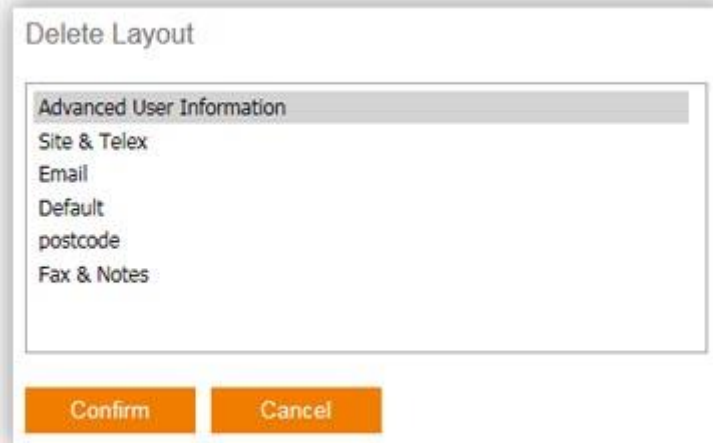 Delete Layout
Advanced User Information
Site & Telex
Email
Default
postcode
Fax & Notes
Confirm Cancel